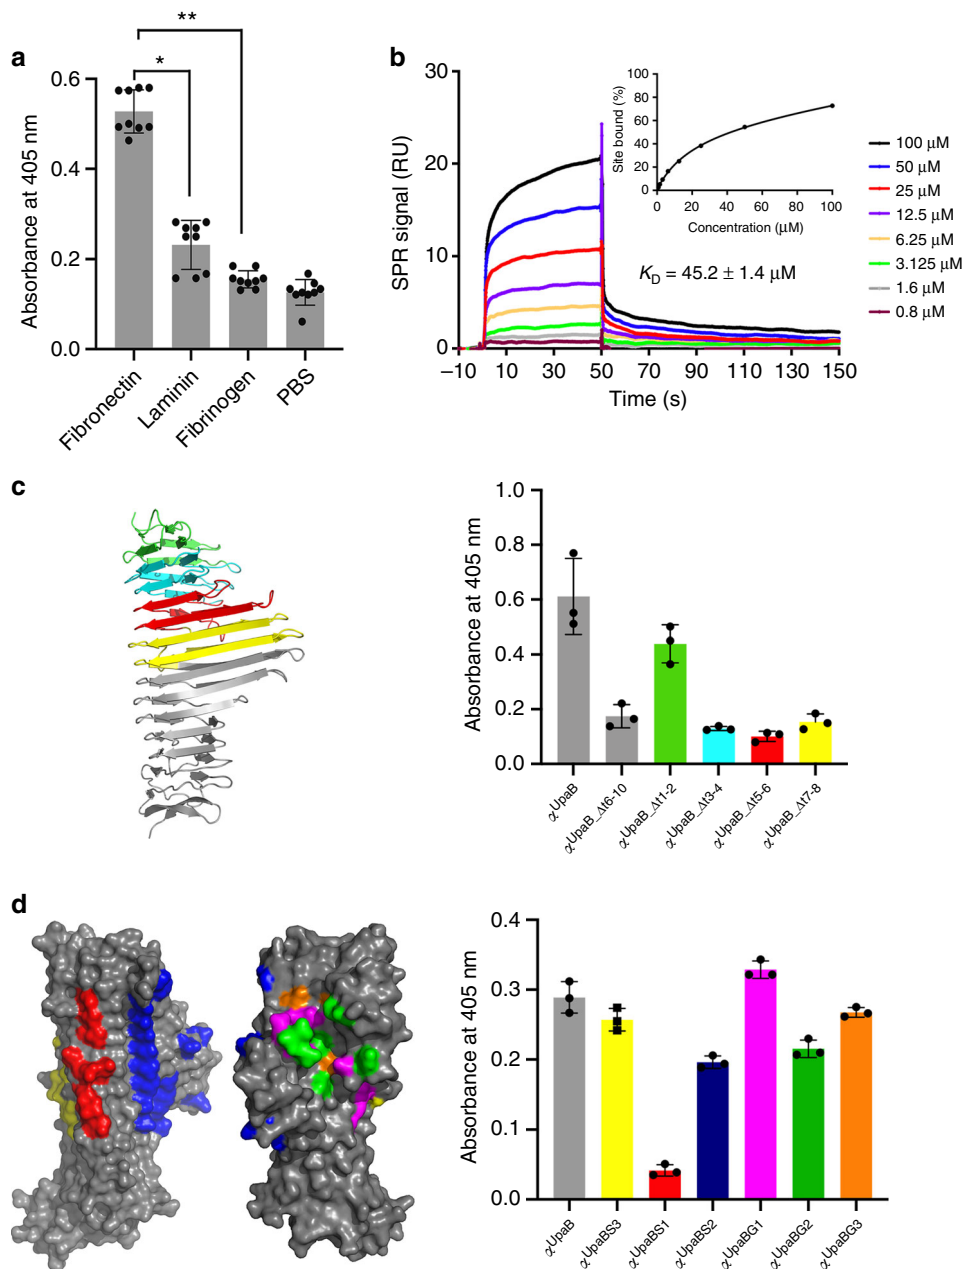 a
**
*
0.6
0.4
0.2
0.0
Absorbance at 405 nm
Fibronectin
Laminin
Fibrinogen
PBS
b
30
20
10
0
SPR signal (RU)
–10
10
30
50
70
90
110
130
150
Time (s)
100
80
60
40
20
0
Site bound (%)
0
20
40
60
80
100
Concentration (μM)
K_D = 45.2 ± 1.4 μM
100 μM
50 μM
25 μM
12.5 μM
6.25 μM
3.125 μM
1.6 μM
0.8 μM
c
1.0
0.8
0.6
0.4
0.2
0.0
Absorbance at 405 nm
αUpaB
αUpaB_Δt6-10
αUpaB_Δt1-2
αUpaB_Δt3-4
αUpaB_Δt5-6
αUpaB_Δt7-8
d
0.4
0.3
0.2
0.1
0.0
Absorbance at 405 nm
αUpaB
αUpaBS3
αUpaBS1
αUpaBS2
αUpaBG1
αUpaBG2
αUpaBG3